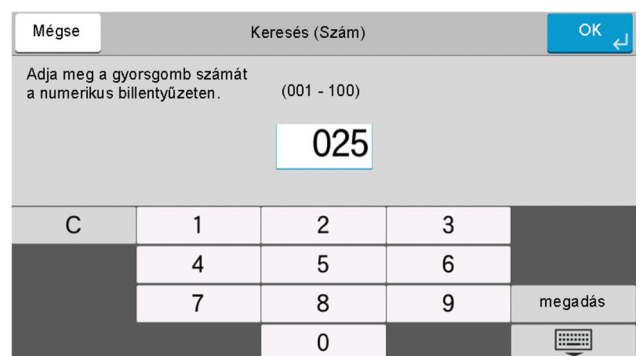 Mégse
Keresés (Szám)
OK
Adja meg a gyorsgomb számát
a numerikus billentyűzeten.
(001 - 100)
025
C 1 2 3
4 5 6
7 8 9 megadás
0